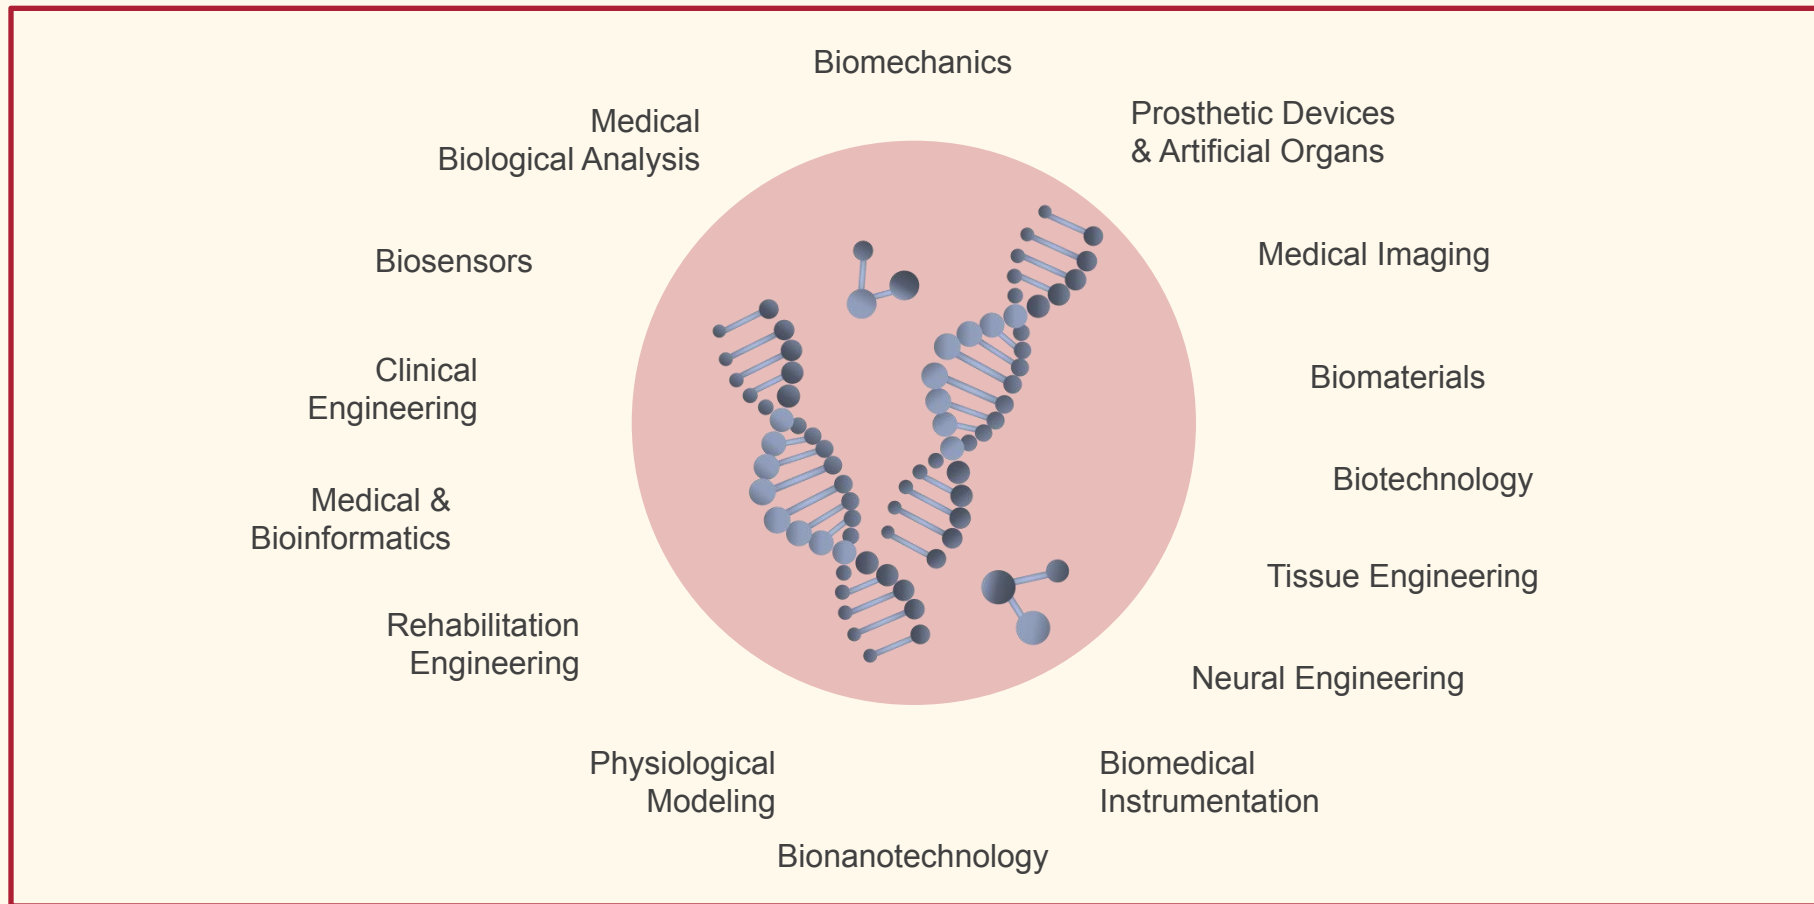 Biomechanics
Prosthetic Devices
& Artificial Organs
Medical Imaging
Biomaterials
Biotechnology
Tissue Engineering
Neural Engineering
Biomedical
Instrumentation
Bionanotechnology
Physiological
Modeling
Rehabilitation
Engineering
Medical &
Bioinformatics
Clinical
Engineering
Biosensors
Medical
Biological Analysis